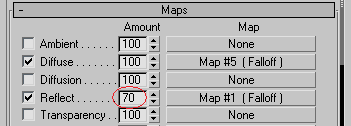 - Maps
Amount Map
Ambient . . . . . . 100 None
Diffuse . . . . . . . 100 Map #5 ( Falloff )
Diffusion . . . . . 100 None
Reflect . . . . . . . 70 Map #1 ( Falloff )
Transparency . . 100 None